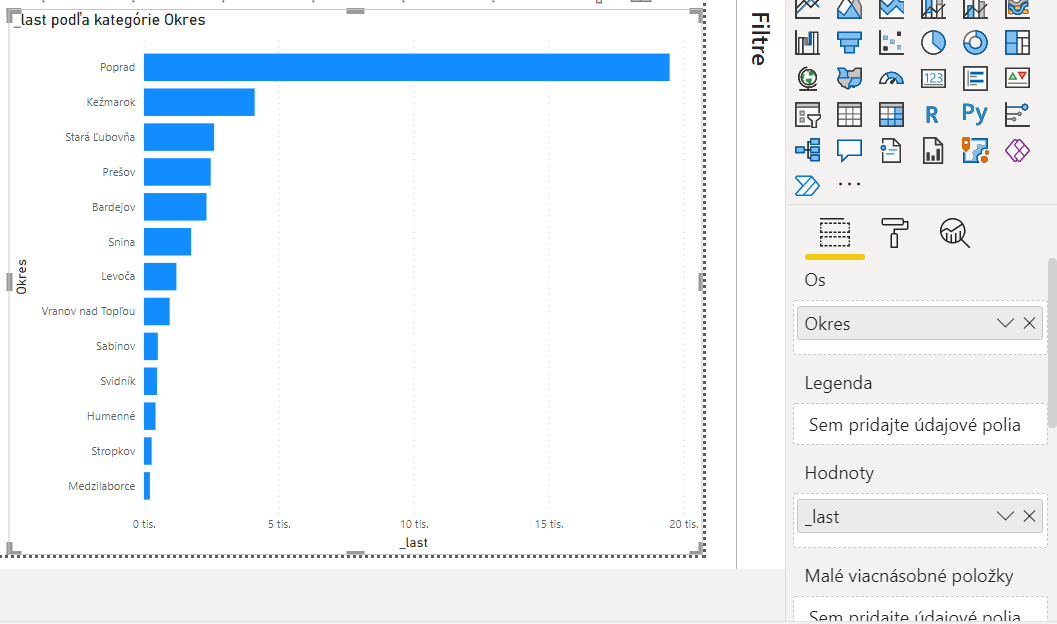 _last podľa kategórie Okres
Okres
Poprad
Kežmarok
Stará Ľubovňa
Prešov
Bardejov
Snina
Levoča
Vranov nad Topľou
Sabinov
Svidník
Humenné
Stropkov
Medzilaborce
0 tis. 5 tis. 10 tis. 15 tis. 20 tis.
_last
Filtre
123
R Py
Os
Okres
Legenda
Sem pridajte údajové polia
Hodnoty
_last
Malé viacnásobné položky
Sem pridajte údajové polia